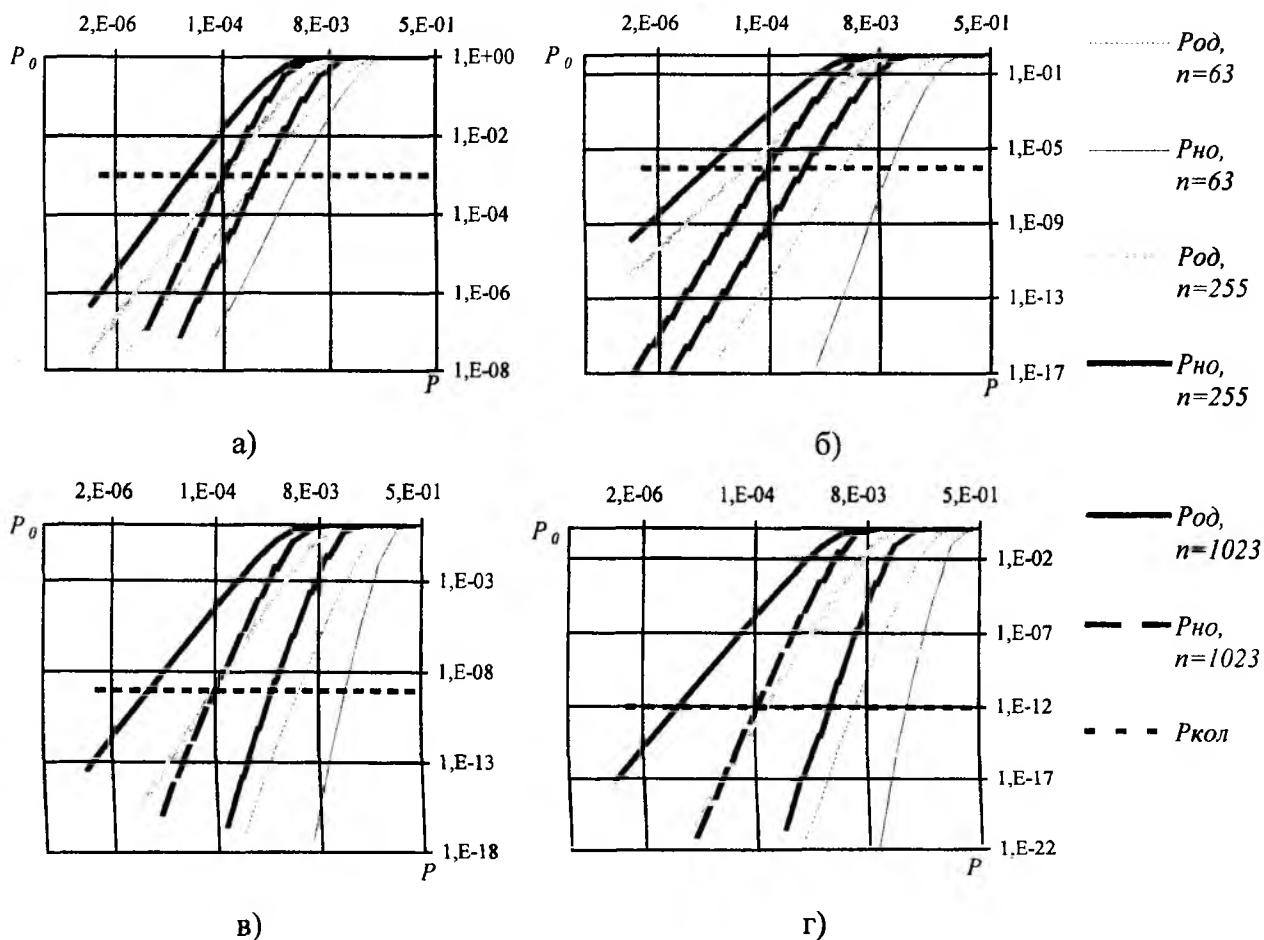 2,E-06 1,E-04 8,E-03 5,E-01
P0
1,E+00
1,E-02
1,E-04
1,E-06
1,E-08
P
а)
2,E-06 1,E-04 8,E-03 5,E-01
P0
1,E-01
1,E-05
1,E-09
1,E-13
1,E-17
P
б)
2,E-06 1,E-04 8,E-03 5,E-01
P0
1,E-03
1,E-08
1,E-13
1,E-18
P
в)
2,E-06 1,E-04 8,E-03 5,E-01
P0
1,E-02
1,E-07
1,E-12
1,E-17
1,E-22
P
г)
Pод,
n=63
Pно,
n=63
Pод,
n=255
Pно,
n=255
Pод,
n=1023
Pно,
n=1023
Pкол